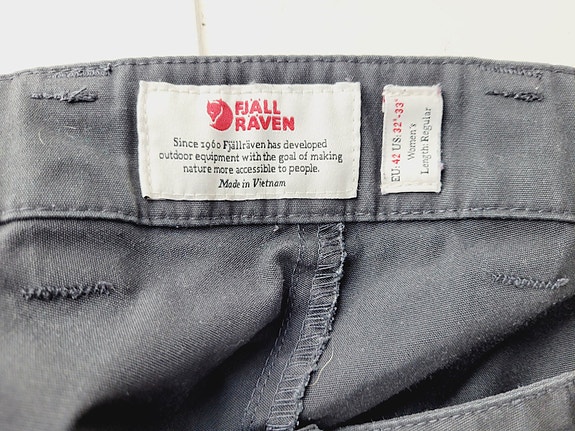 FJÄLL
RÄVEN
Since 1960 Fjällräven has developed
outdoor equipment with the goal of making
nature more accessible to people.
Made in Vietnam
EU: 42 US: 32"-33"
Women's
Length: Regular